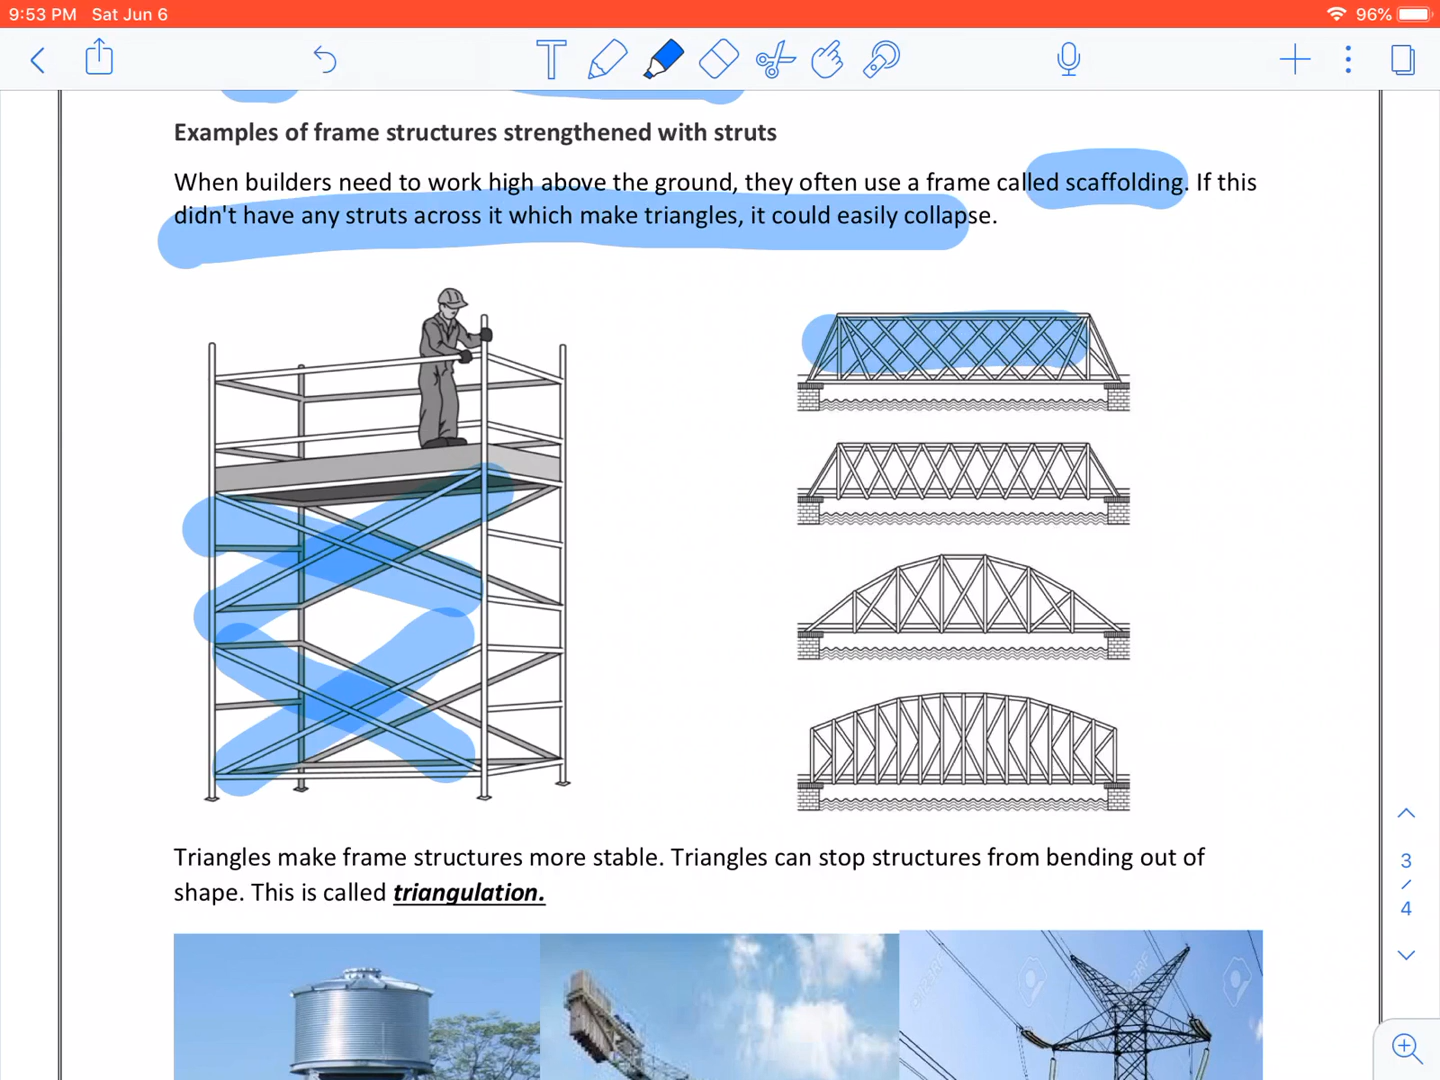 9:53 PM Sat Jun 6
96%
T
Examples of frame structures strengthened with struts
When builders need to work high above the ground, they often use a frame called scaffolding. If this
didn't have any struts across it which make triangles, it could easily collapse.
Triangles make frame structures more stable. Triangles can stop structures from bending out of
shape. This is called triangulation.
3
/
4